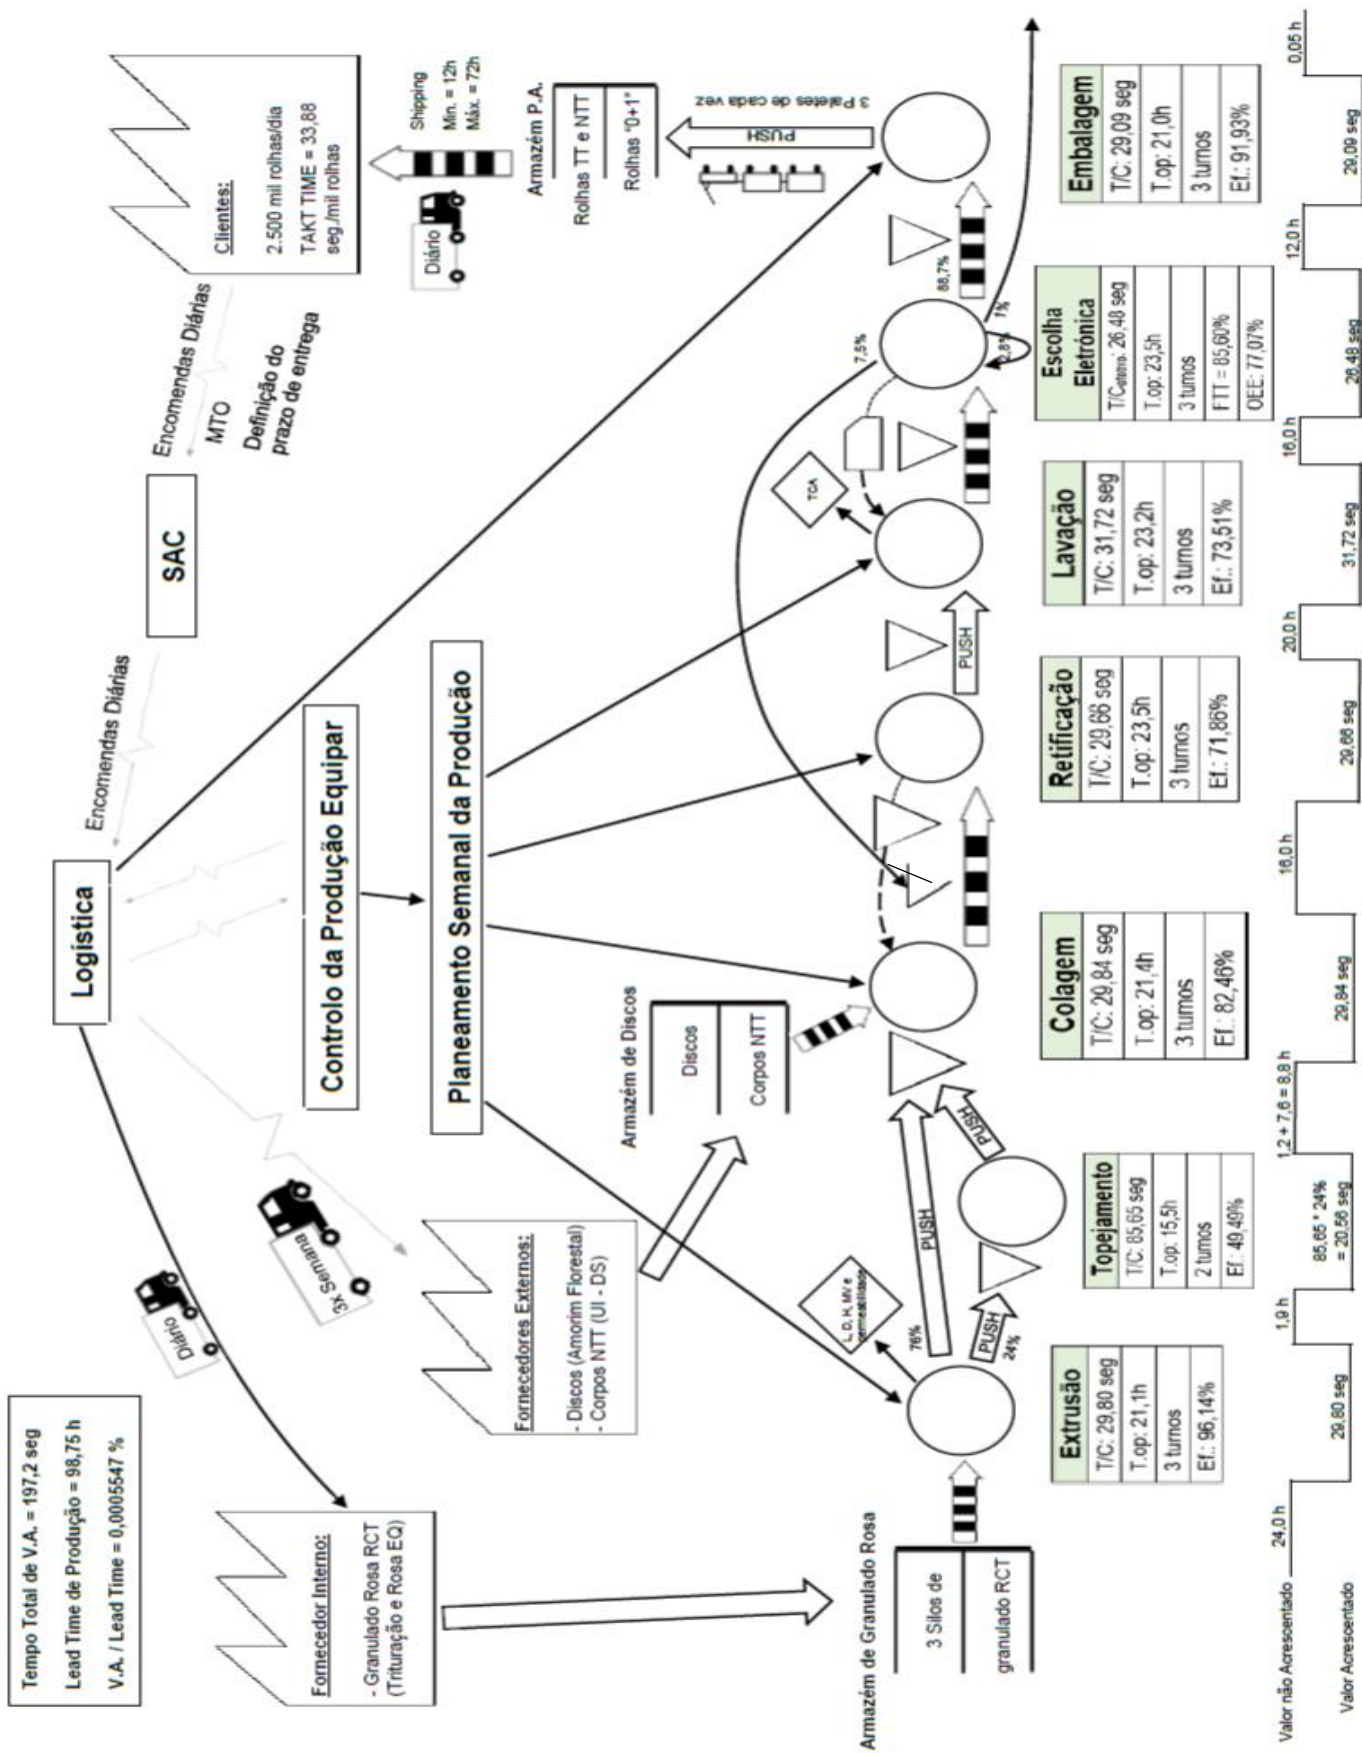 Tempo Total de V.A. = 197,2 seg
Lead Time de Produção = 98,75 h
V.A. / Lead Time = 0,0005547 %
Logística
Encomendas Diárias
SAC
Encomendas Diárias
MTO
Definição do
prazo de entrega
Clientes:
2.500 mil rolhas/dia
TAKT TIME = 33,88
seg./mil rolhas
Diário
Shipping
Min. = 12h
Máx. = 72h
Armazém P.A.
Rolhas TT e NTT
Rolhas "0+1"
PUSH
3 Paletes de cada vez
Controlo da Produção Equipar
Planeamento Semanal da Produção
Diário
3x Semana
Fornecedor Interno:
- Granulado Rosa RCT
(Trituração e Rosa EQ)
Fornecedores Externos:
- Discos (Amorim Florestal)
- Corpos NTT (UI - DS)
Armazém de Discos
Discos
Corpos NTT
Armazém de Granulado Rosa
3 Silos de
granulado RCT
L, D, H, MV e
permeabilidade
76%
PUSH
PUSH
24%
PUSH
PUSH
TCA
7,5%
2,8%
1%
88,7%
Extrusão
T/C: 29,80 seg
T.op: 21,1h
3 turnos
Ef.: 96,14%
Topejamento
T/C: 85,65 seg
T.op: 15,5h
2 turnos
Ef.: 49,49%
Colagem
T/C: 29,84 seg
T.op: 21,4h
3 turnos
Ef.: 82,46%
Retificação
T/C: 29,66 seg
T.op: 23,5h
3 turnos
Ef.: 71,86%
Lavação
T/C: 31,72 seg
T.op: 23,2h
3 turnos
Ef.: 73,51%
Escolha
Eletrónica
26,48 seg
T.op: 23,5h
3 turnos
FTT = 85,60%
OEE: 77,07%
Embalagem
T/C: 29,09 seg
T.op: 21,0h
3 turnos
Ef.: 91,93%
Valor não Acrescentado
24,0 h
1,9 h
1,2 + 7,6 = 8,8 h
16,0 h
20,0 h
16,0 h
12,0 h
0,05 h
Valor Acrescentado
29,80 seg
85,65 * 24%
= 20,56 seg
29,84 seg
29,66 seg
31,72 seg
26,48 seg
29,09 seg